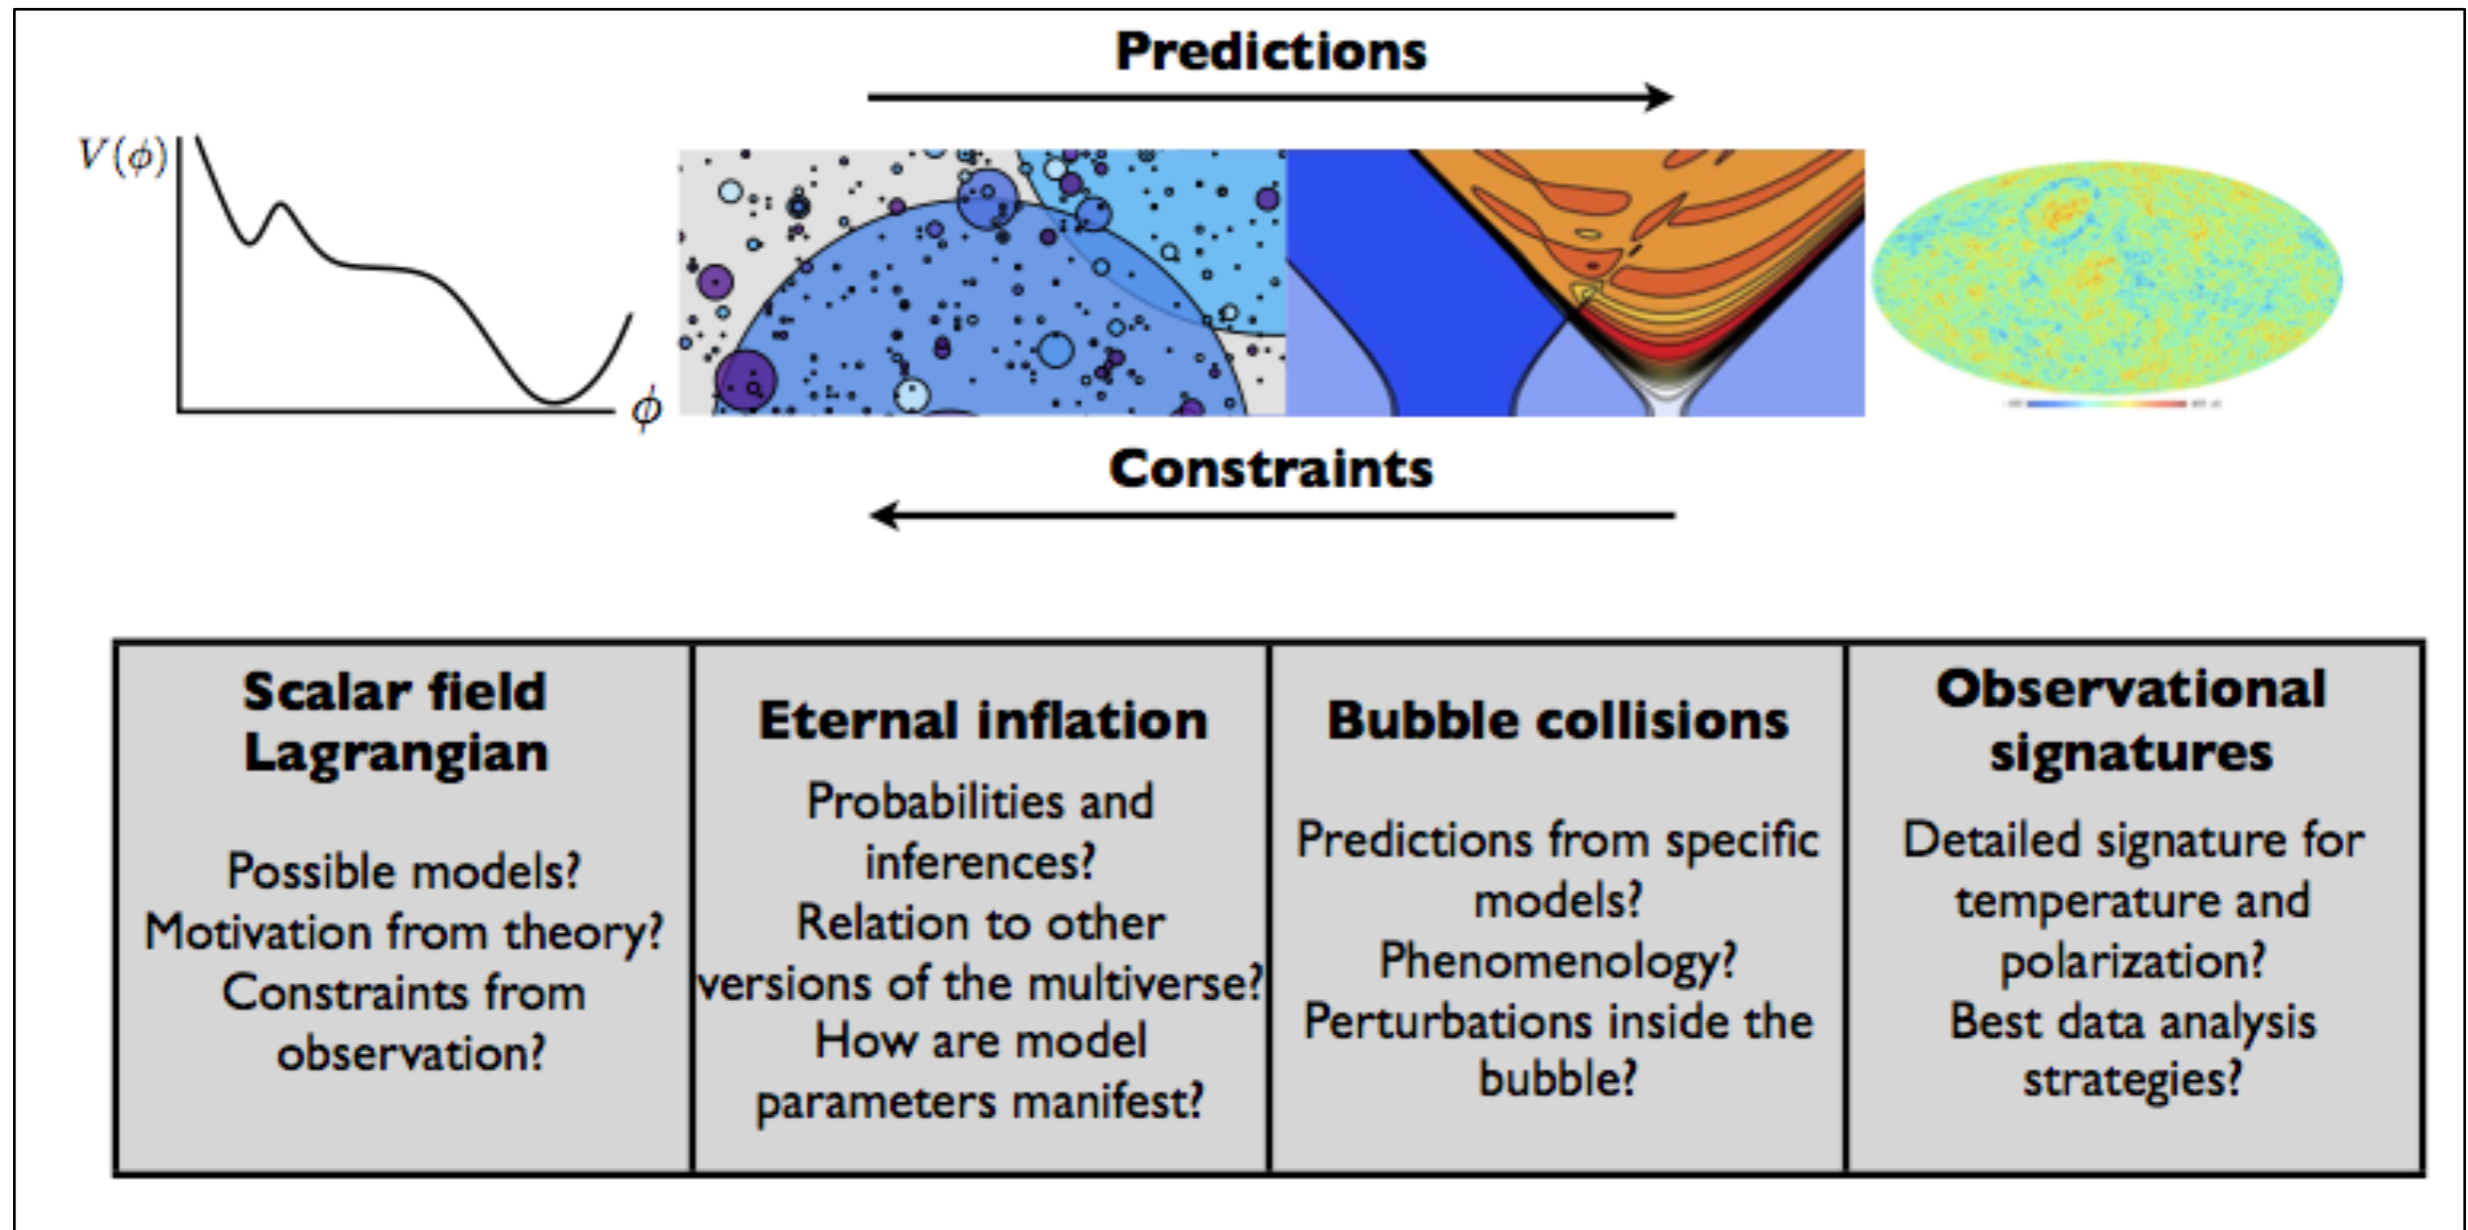 Predictions
V(φ)
φ
Constraints
Scalar field
Lagrangian
Possible models?
Motivation from theory?
Constraints from
observation?
Eternal inflation
Probabilities and
inferences?
Relation to other
versions of the multiverse?
How are model
parameters manifest?
Bubble collisions
Predictions from specific
models?
Phenomenology?
Perturbations inside the
bubble?
Observational
signatures
Detailed signature for
temperature and
polarization?
Best data analysis
strategies?